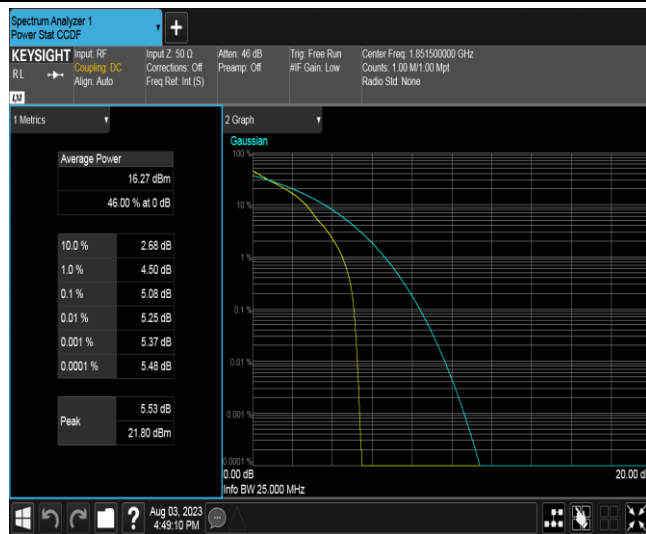 Spectrum Analyzer 1
Power Stat CCDF
+
KEYSIGHT
RL
Input: RF
Coupling: DC
Align: Auto
Input Z: 50 Ω
Corrections: Off
Freq Ref: Int (S)
Atten: 46 dB
Preamp: Off
Trig: Free Run
#IF Gain: Low
Center Freq: 1.851500000 GHz
Counts: 1.00 M/1.00 Mpt
Radio Std: None
1 Metrics
Average Power
16.27 dBm
46.00 % at 0 dB
10.0 % 2.68 dB
1.0 % 4.50 dB
0.1 % 5.08 dB
0.01 % 5.25 dB
0.001 % 5.37 dB
0.0001 % 5.48 dB
Peak
5.53 dB
21.80 dBm
2 Graph
Gaussian
100 %
10 %
1 %
0.1 %
0.01 %
0.001 %
0.0001 %
0.00 dB
20.00 d
Info BW 25.000 MHz
?
Aug 03, 2023
4:49:10 PM